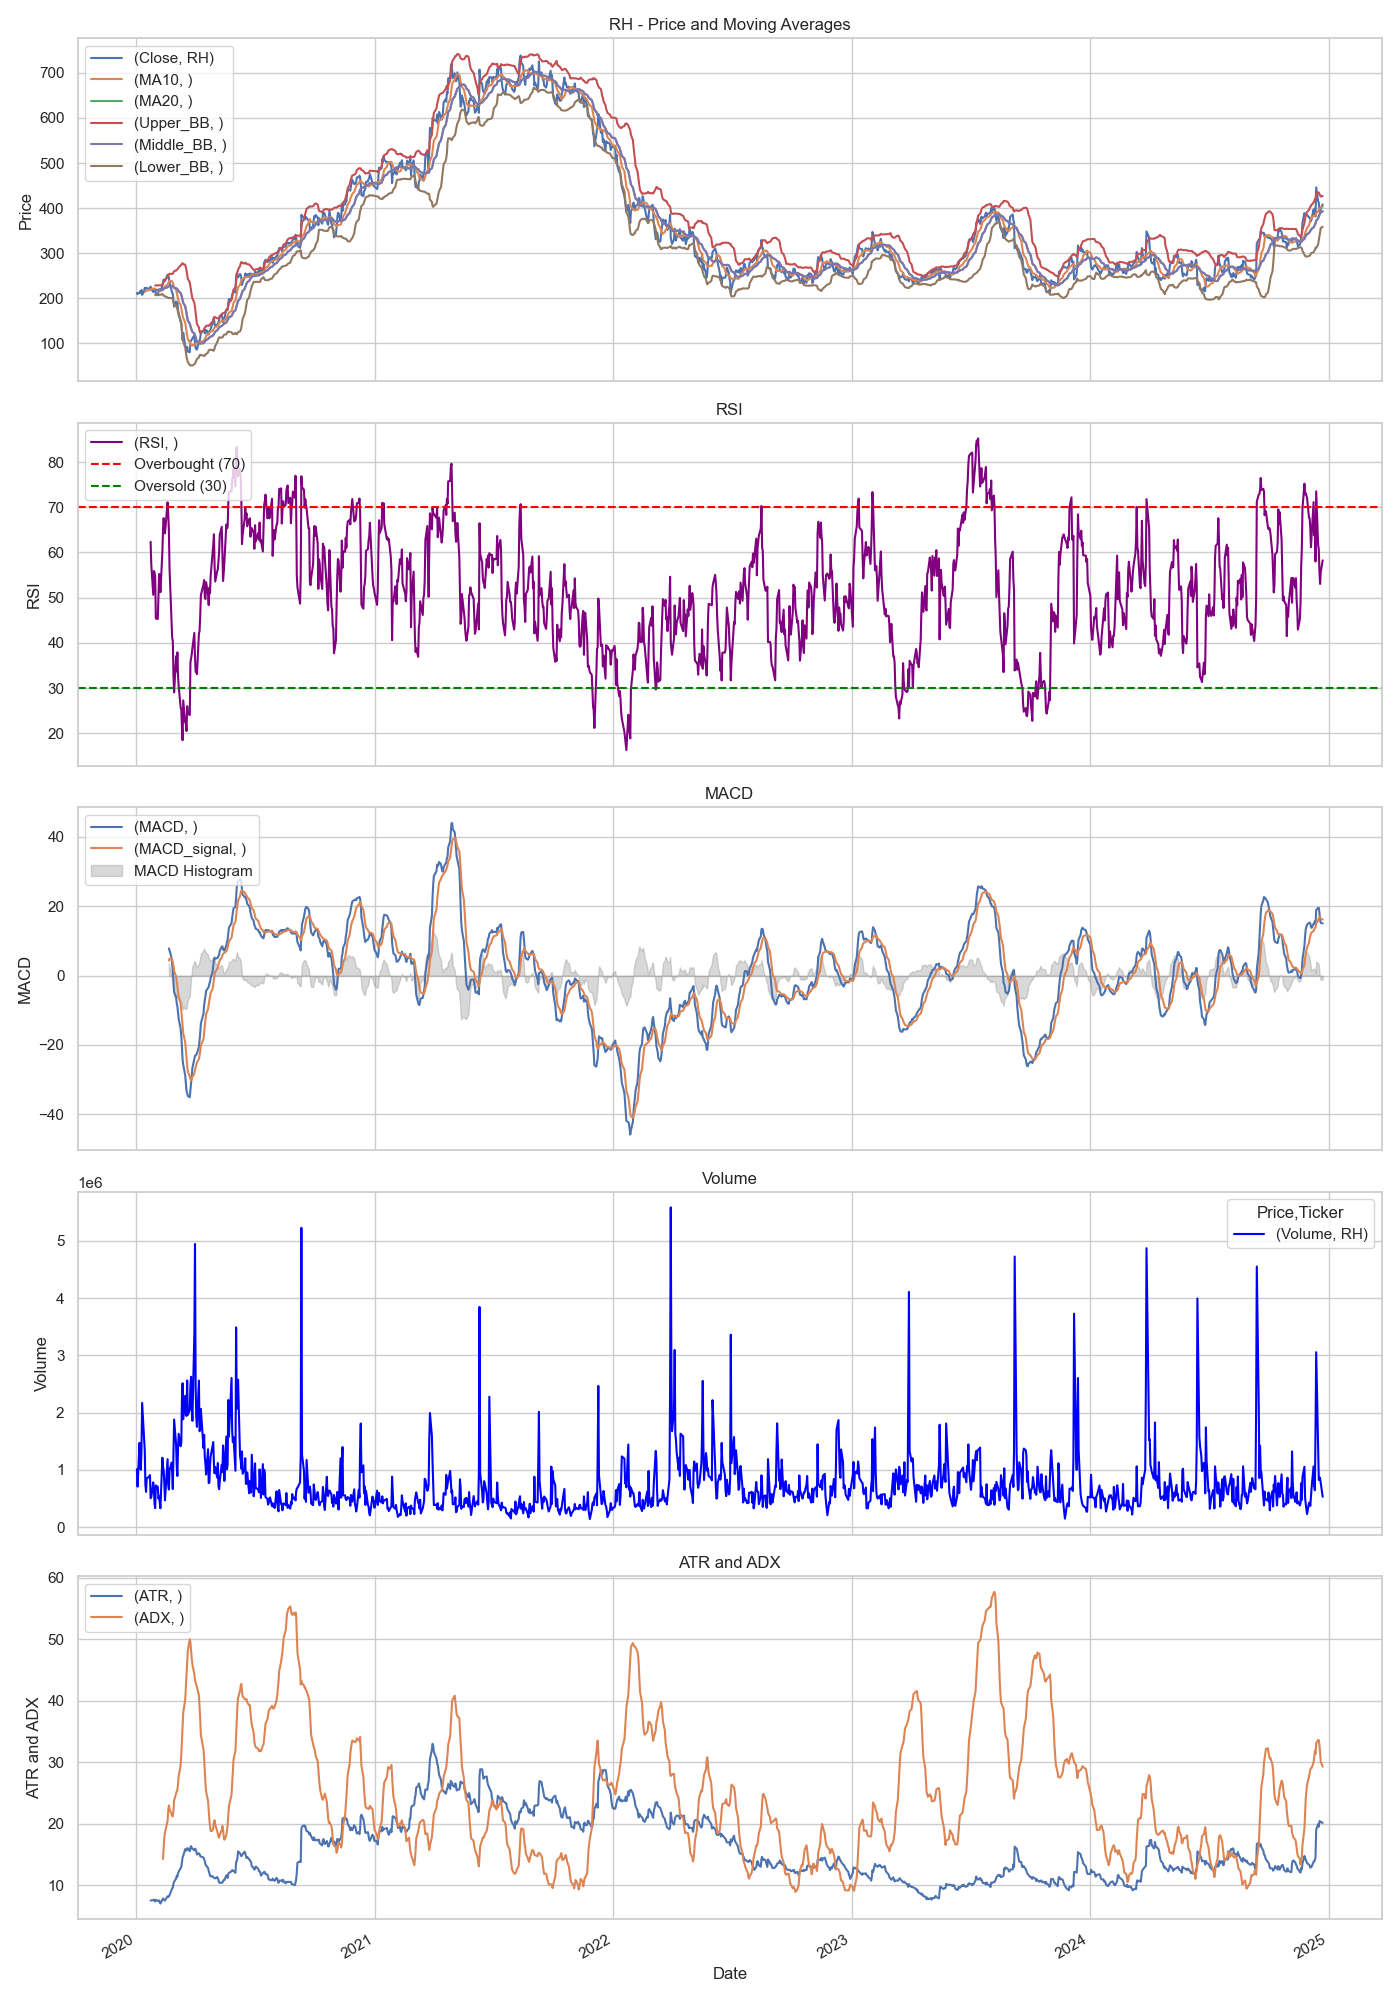 RH - Price and Moving Averages
(Close, RH)
(MA10, )
(MA20, )
(Upper_BB, )
(Middle_BB, )
(Lower_BB, )
Price
700
600
500
400
300
200
100
RSI
(RSI, )
Overbought (70)
Oversold (30)
RSI
80
70
60
50
40
30
20
MACD
(MACD, )
(MACD_signal, )
MACD Histogram
MACD
40
20
0
−20
−40
Volume
1e6
Price,Ticker
(Volume, RH)
Volume
5
4
3
2
1
0
ATR and ADX
(ATR, )
(ADX, )
ATR and ADX
60
50
40
30
20
10
2020
2021
2022
2023
2024
2025
Date